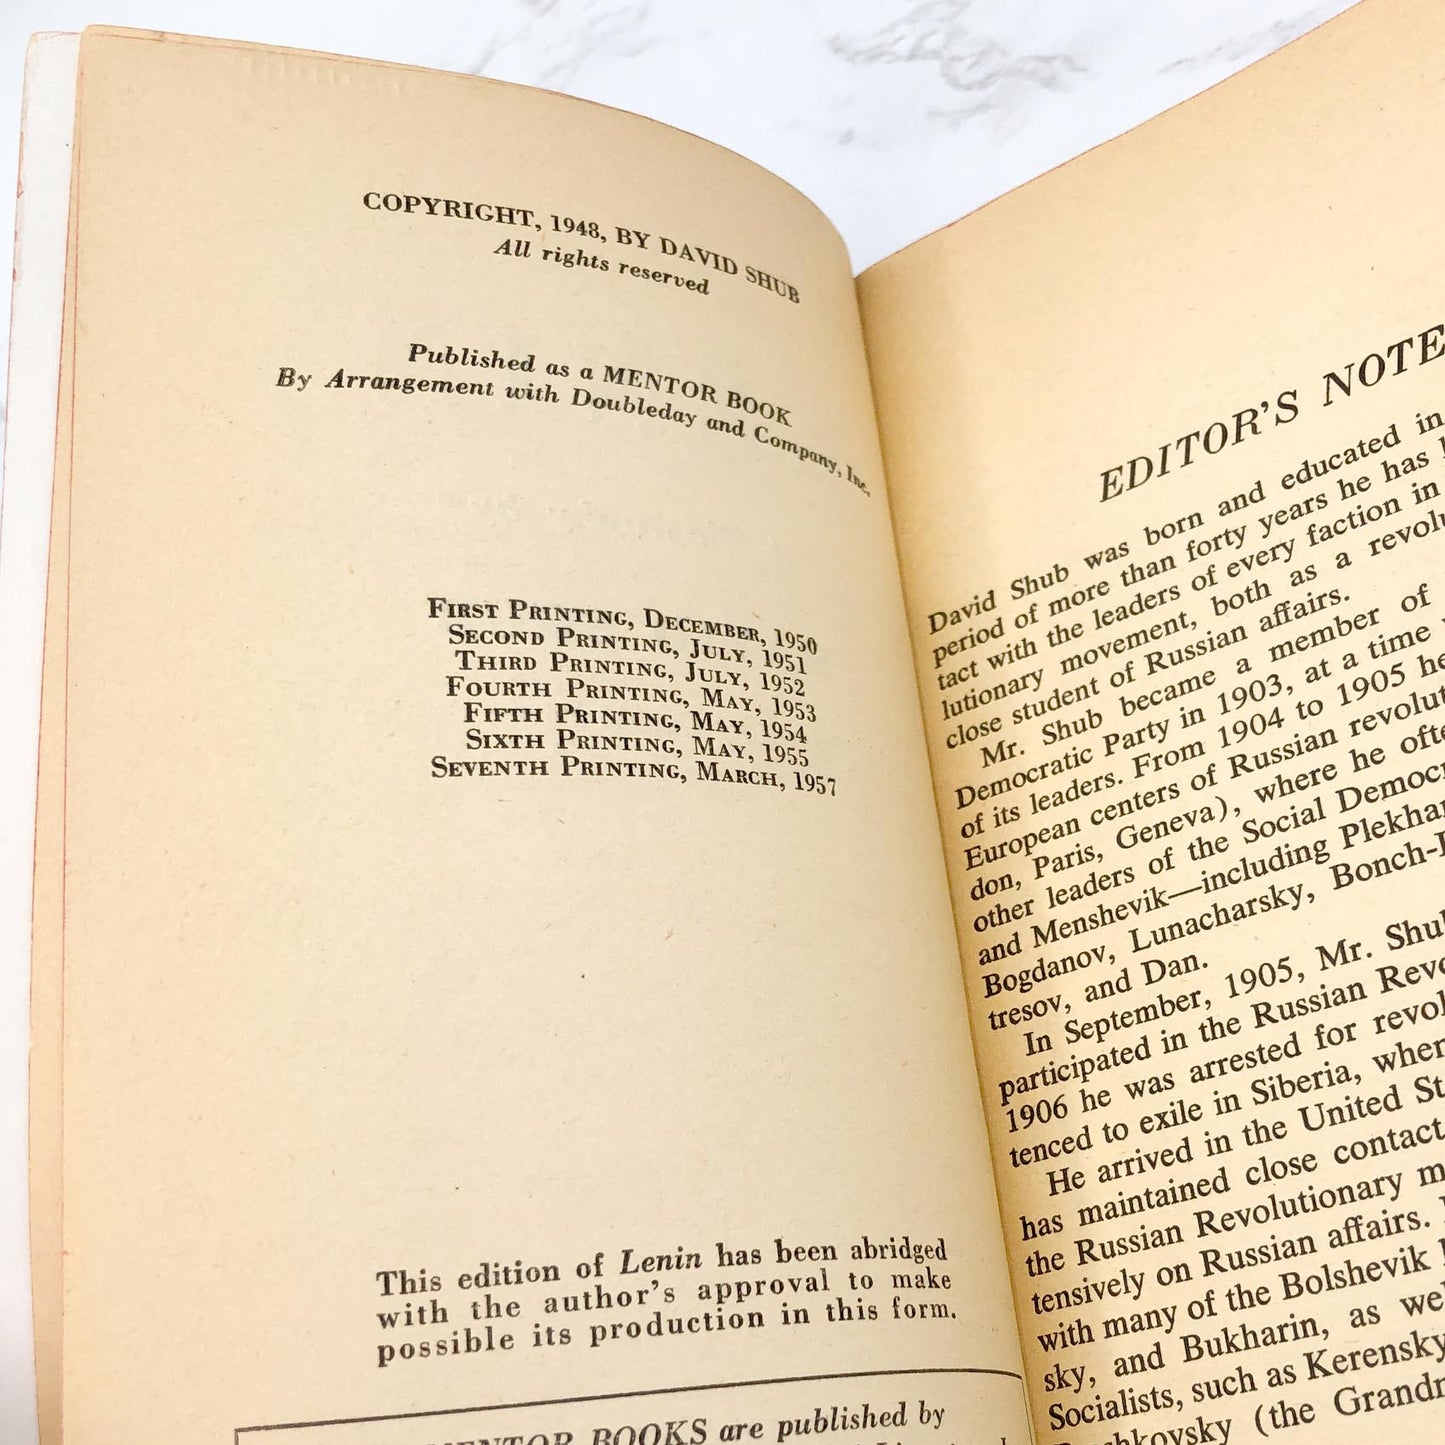 COPYRIGHT, 1948, BY DAVID SHUB
All rights reserved
Published as a MENTOR BOOK
By Arrangement with Doubleday and Company, Inc.
FIRST PRINTING, DECEMBER, 1950
SECOND PRINTING, JULY, 1951
THIRD PRINTING, JULY, 1952
FOURTH PRINTING, MAY, 1953
FIFTH PRINTING, MAY, 1954
SIXTH PRINTING, MAY, 1955
SEVENTH PRINTING, MARCH, 1957
This edition of Lenin has been abridged
with the author's approval to make
possible its production in this form.
MENTOR BOOKS are published by
EDITOR'S NOTE
David Shub was born and educated in
period of more than forty years he has
tact with the leaders of every faction in
lutionary movement, both as a revolu
close student of Russian affairs.
Mr. Shub became a member of
Democratic Party in 1903, at a time
of its leaders. From 1904 to 1905 he
European centers of Russian revolut
don, Paris, Geneva), where he ofte
other leaders of the Social Democr
and Menshevik—including Plekhan
Bogdanov, Lunacharsky, Bonch-
tresov, and Dan.
In September, 1905, Mr. Shub
participated in the Russian Revo
1906 he was arrested for revol
tenced to exile in Siberia, wher
He arrived in the United St
has maintained close contact
the Russian Revolutionary m
tensively on Russian affairs.
with many of the Bolshevik
sky, and Bukharin, as we
Socialists, such as Kerensky
(the Grandm